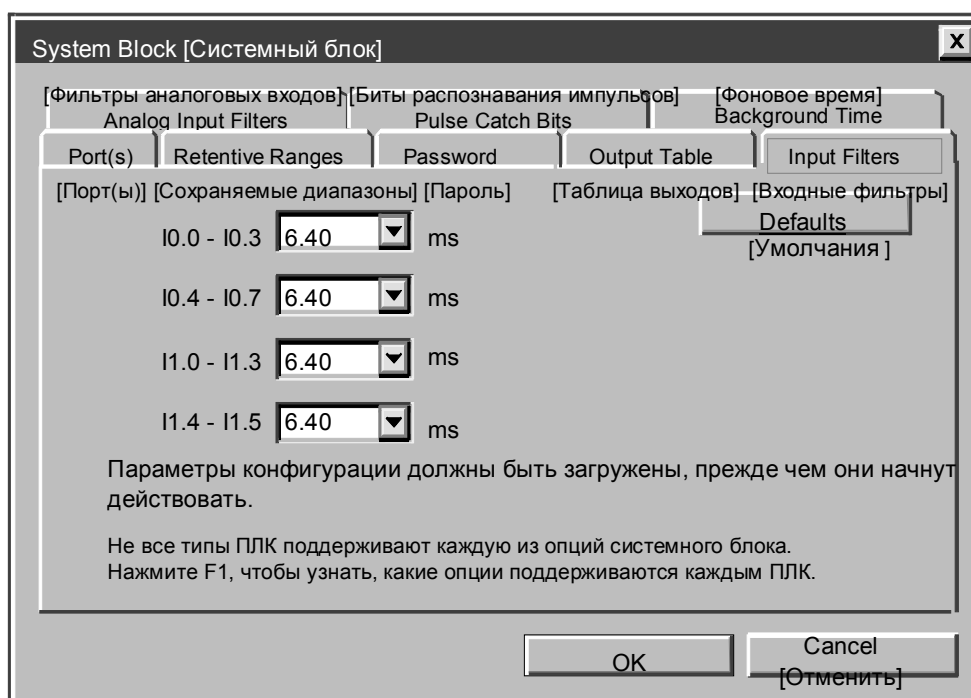 System Block [Системный блок]
X
[Фильтры аналоговых входов] [Биты распознавания импульсов] [Фоновое время]
Analog Input Filters Pulse Catch Bits Background Time
Port(s) Retentive Ranges Password Output Table Input Filters
[Порт(ы)] [Сохраняемые диапазоны] [Пароль] [Таблица выходов] [Входные фильтры]
Defaults
[Умолчания ]
I0.0 - I0.3 6.40 ms
I0.4 - I0.7 6.40 ms
I1.0 - I1.3 6.40 ms
I1.4 - I1.5 6.40 ms
Параметры конфигурации должны быть загружены, прежде чем они начнут
действовать.
Не все типы ПЛК поддерживают каждую из опций системного блока.
Нажмите F1, чтобы узнать, какие опции поддерживаются каждым ПЛК.
OK
Cancel
[Отменить]